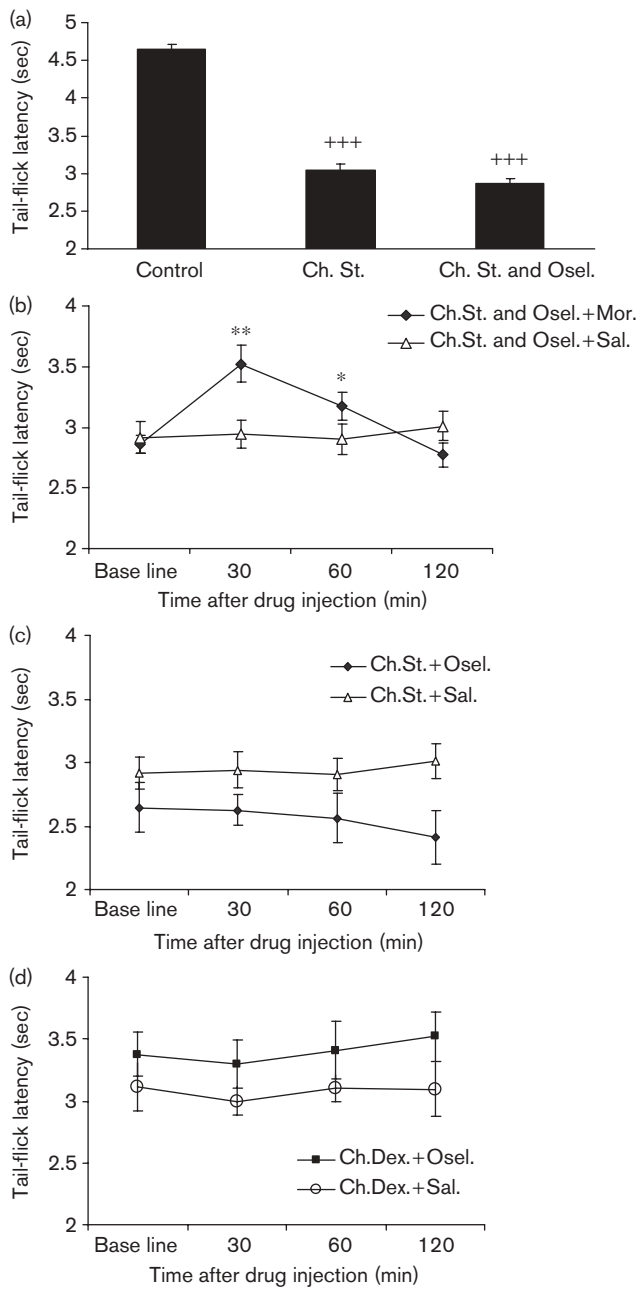 (a)
Tail-flick latency (sec)
5
4.5
4
3.5
3
2.5
2
+++
+++
Control
Ch. St.
Ch. St. and Osel.
(b)
Tail-flick latency (sec)
4
3.5
3
2.5
2
**
*
Ch.St. and Osel.+Mor.
Ch.St. and Osel.+Sal.
Base line
30
60
120
Time after drug injection (min)
(c)
Tail-flick latency (sec)
4
3.5
3
2.5
2
Ch.St.+Osel.
Ch.St.+Sal.
Base line
30
60
120
Time after drug injection (min)
(d)
Tail-flick latency (sec)
4
3.5
3
2.5
2
Ch.Dex.+Osel.
Ch.Dex.+Sal.
Base line
30
60
120
Time after drug injection (min)